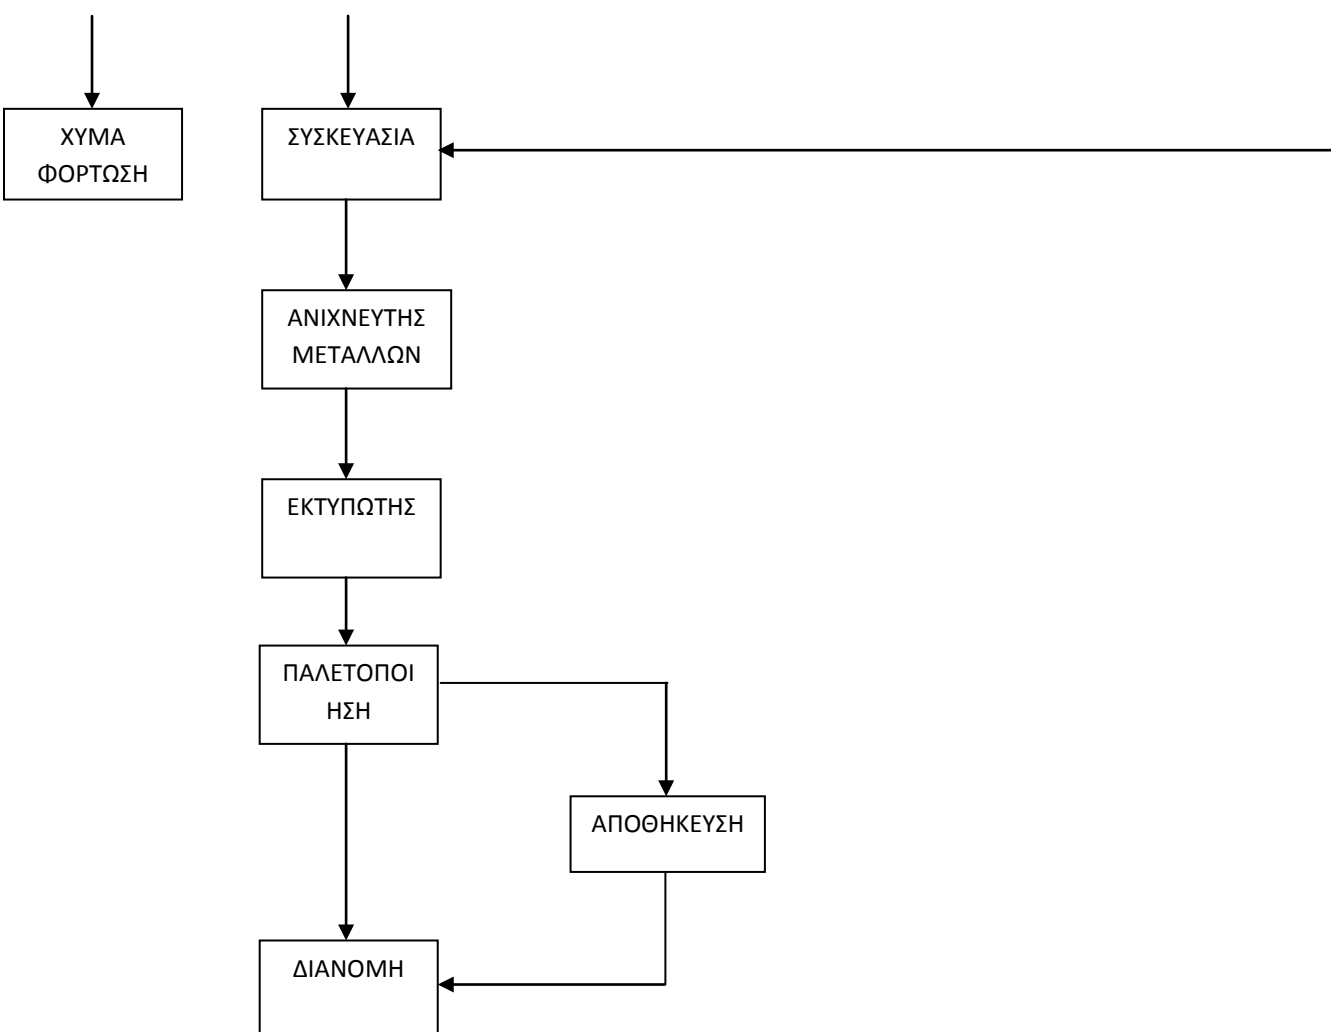 ΧΥΜΑ
ΦΟΡΤΩΣΗ
ΣΥΣΚΕΥΑΣΙΑ
ΑΝΙΧΝΕΥΤΗΣ
ΜΕΤΑΛΛΩΝ
ΕΚΤΥΠΩΤΗΣ
ΠΑΛΕΤΟΠΟΙ
ΗΣΗ
ΑΠΟΘΗΚΕΥΣΗ
ΔΙΑΝΟΜΗ